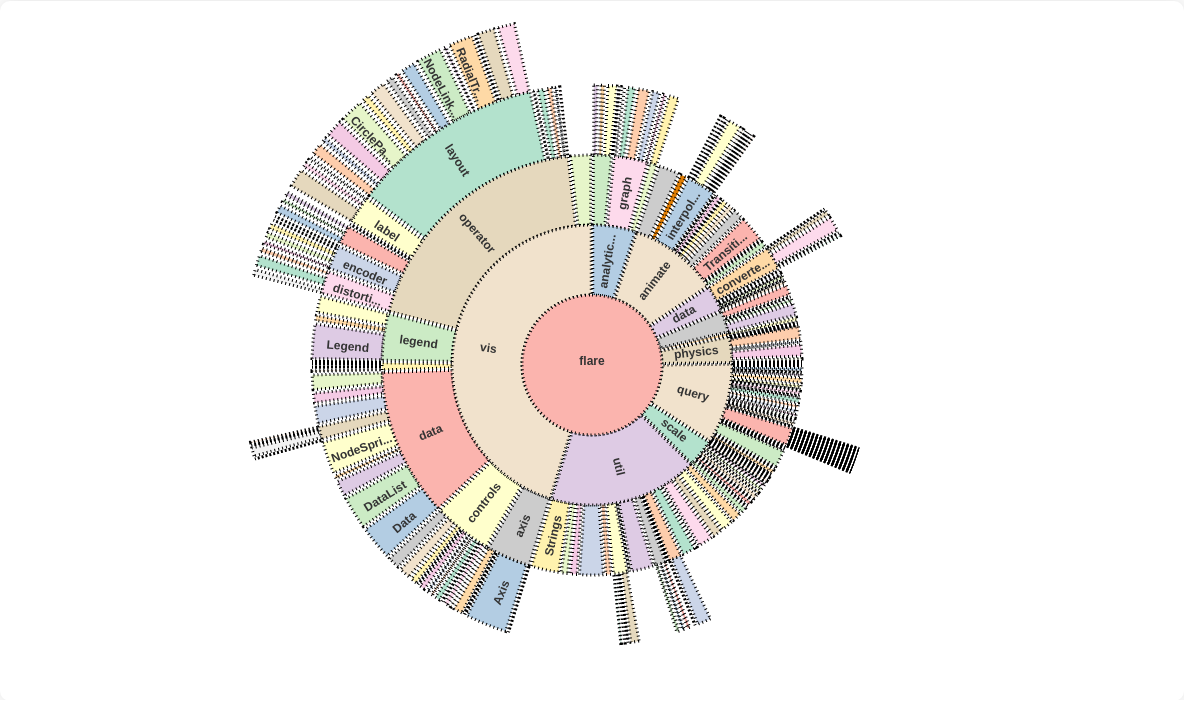 RadialTr...
NodeLink...
CirclePa...
layout
graph
interpol...
operator
label
Transiti...
analytic...
animate
converte...
encoder
distorti...
data
legend
Legend
vis
flare
physics
query
scale
data
NodeSpri...
util
DataList
controls
Data
axis
Strings
Axis